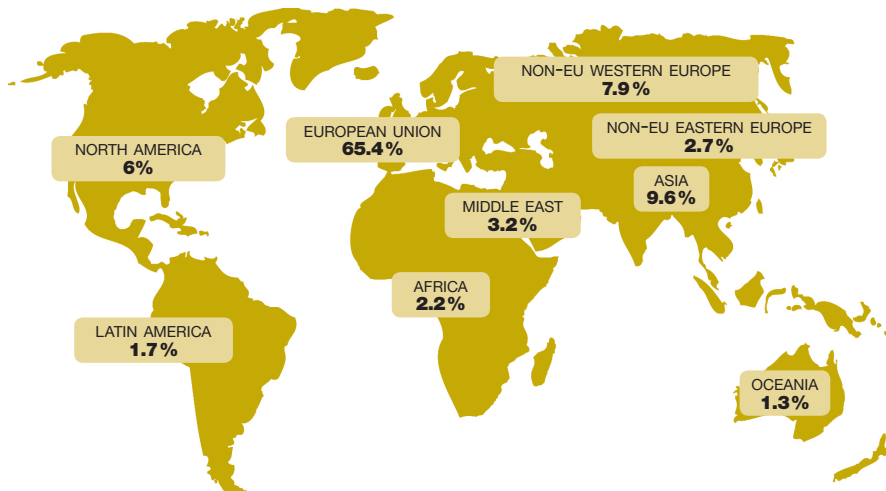 NON-EU WESTERN EUROPE
7.9%
EUROPEAN UNION
65.4%
NON-EU EASTERN EUROPE
2.7%
NORTH AMERICA
6%
ASIA
9.6%
MIDDLE EAST
3.2%
AFRICA
2.2%
LATIN AMERICA
1.7%
OCEANIA
1.3%